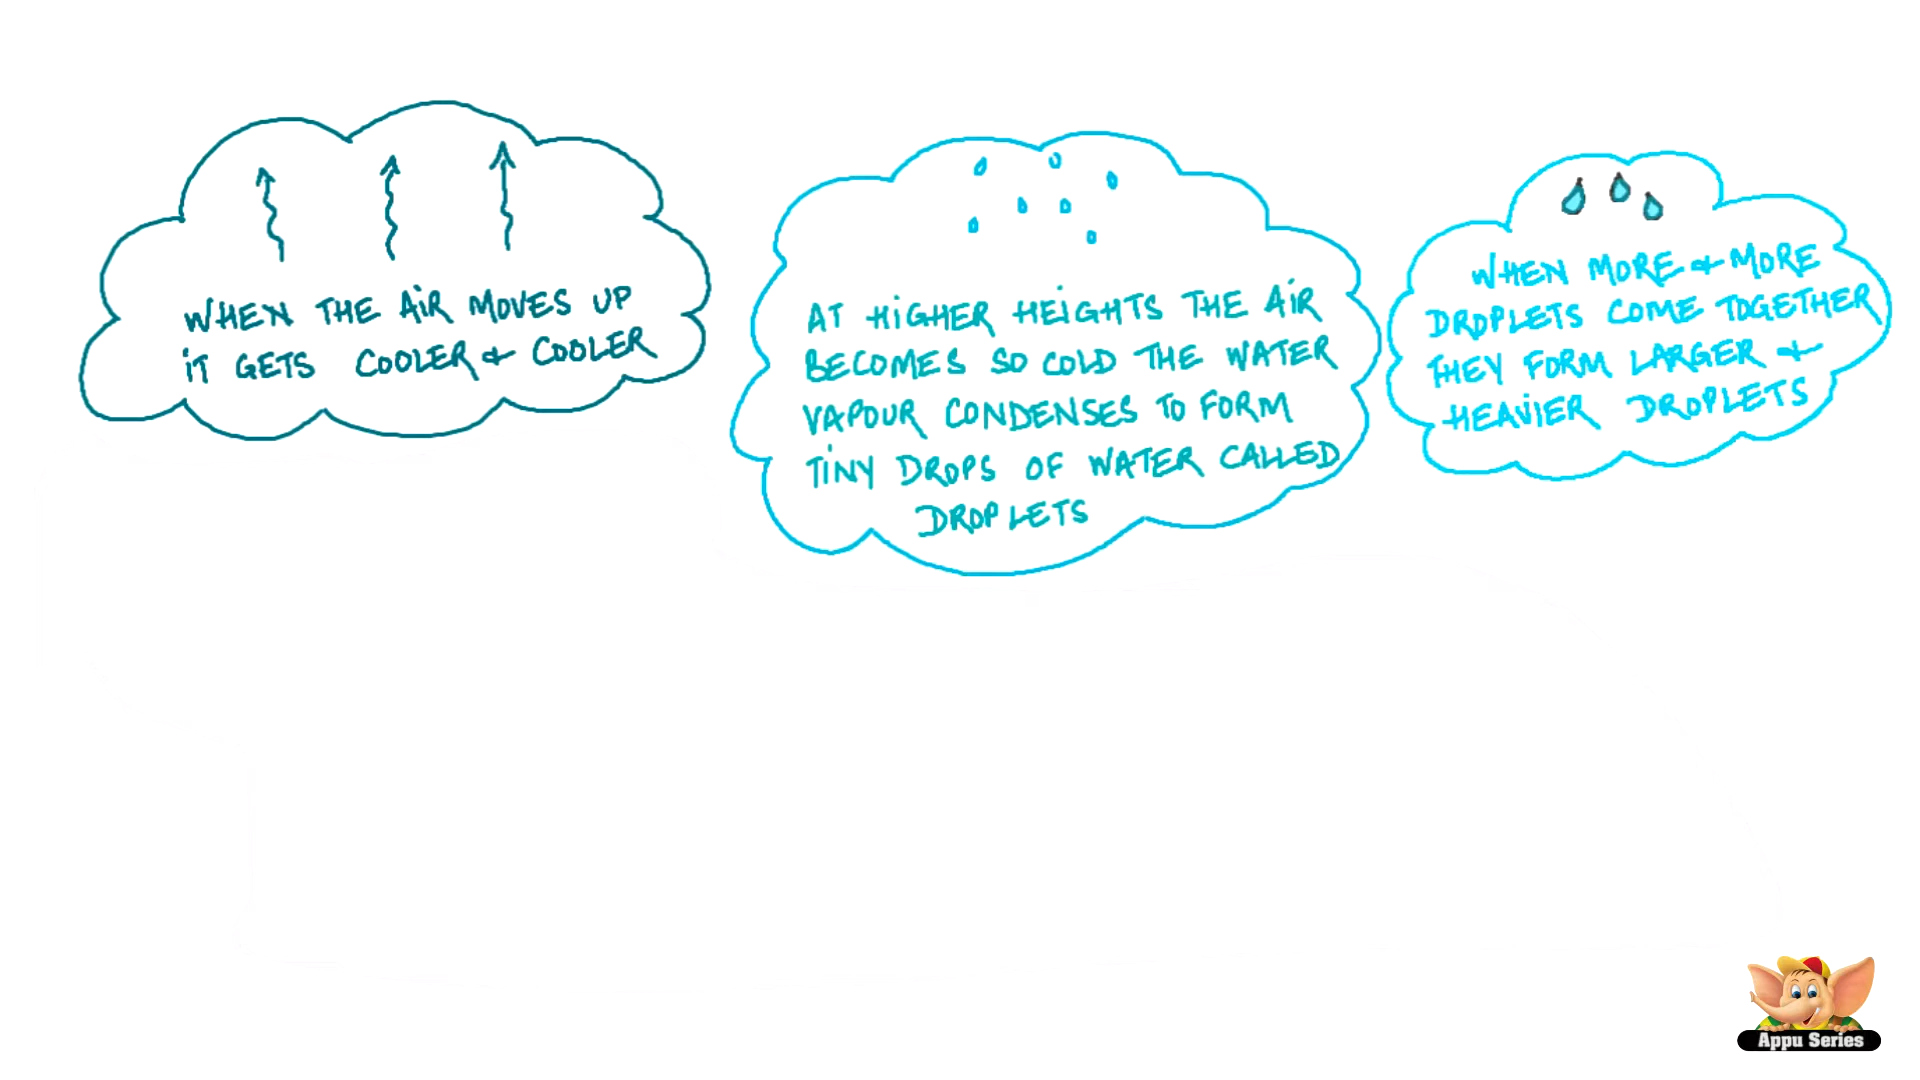 WHEN THE AIR MOVES UP
IT GETS COOLER & COOLER
AT HIGHER HEIGHTS THE AIR
BECOMES SO COLD THE WATER
VAPOUR CONDENSES TO FORM
TINY DROPS OF WATER CALLED
DROPLETS
WHEN MORE & MORE
DROPLETS COME TOGETHER
THEY FORM LARGER &
HEAVIER DROPLETS
Appu Series